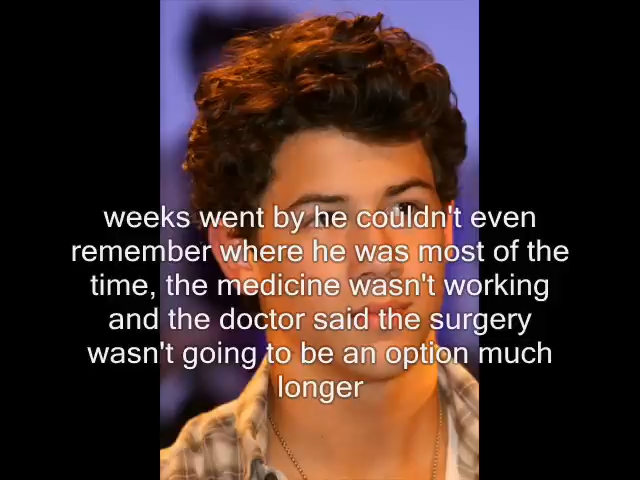 weeks went by he couldn't even
remember where he was most of the
time, the medicine wasn't working
and the doctor said the surgery
wasn't going to be an option much
longer